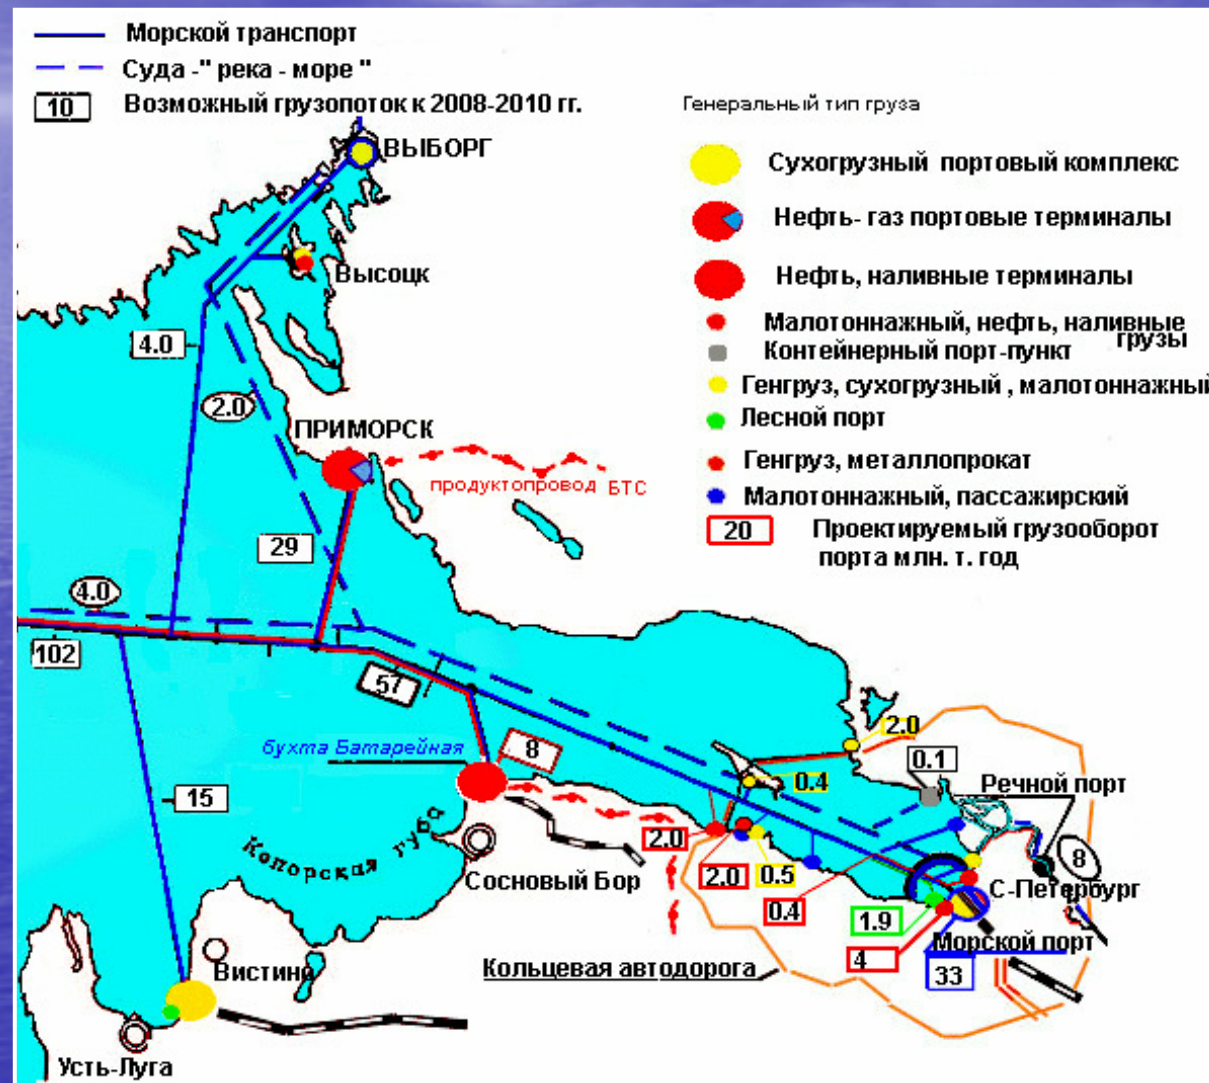 Морской транспорт
Суда -" река - море "
10 Возможный грузопоток к 2008-2010 гг.
Генеральный тип груза
Сухогрузный портовый комплекс
Нефть- газ портовые терминалы
Нефть, наливные терминалы
Малотоннажный, нефть, наливные
грузы
Контейнерный порт-пункт
Генгруз, сухогрузный , малотоннажный
Лесной порт
Генгруз, металлопрокат
Малотоннажный, пассажирский
20 Проектируемый грузооборот
порта млн. т. год
ВЫБОРГ
Высоцк
4.0
2.0
ПРИМОРСК
продуктопровод БТС
29
4.0
102
57
бухта Батарейная
8
15
Копорская губа
Сосновый Бор
2.0
0.4
0.1
Речной порт
2.0
2.0
0.5
0.4
8
С-Петербург
1.9
Морской порт
4
33
Кольцевая автодорога
Вистино
Усть-Луга